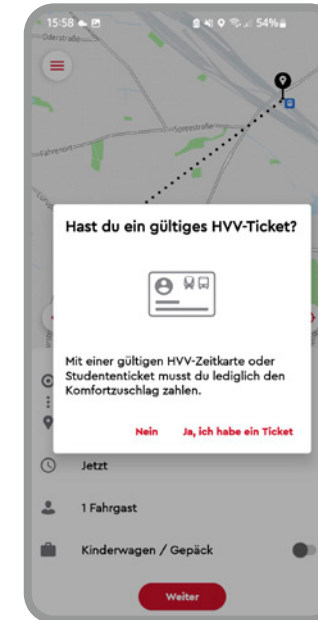 15:58
54%
Oderstraße
Spreestraße
Hast du ein gültiges HVV-Ticket?
Mit einer gültigen HVV-Zeitkarte oder
Studententicket musst du lediglich den
Komfortzuschlag zahlen.
Nein
Ja, ich habe ein Ticket
Jetzt
1 Fahrgast
Kinderwagen / Gepäck
Weiter